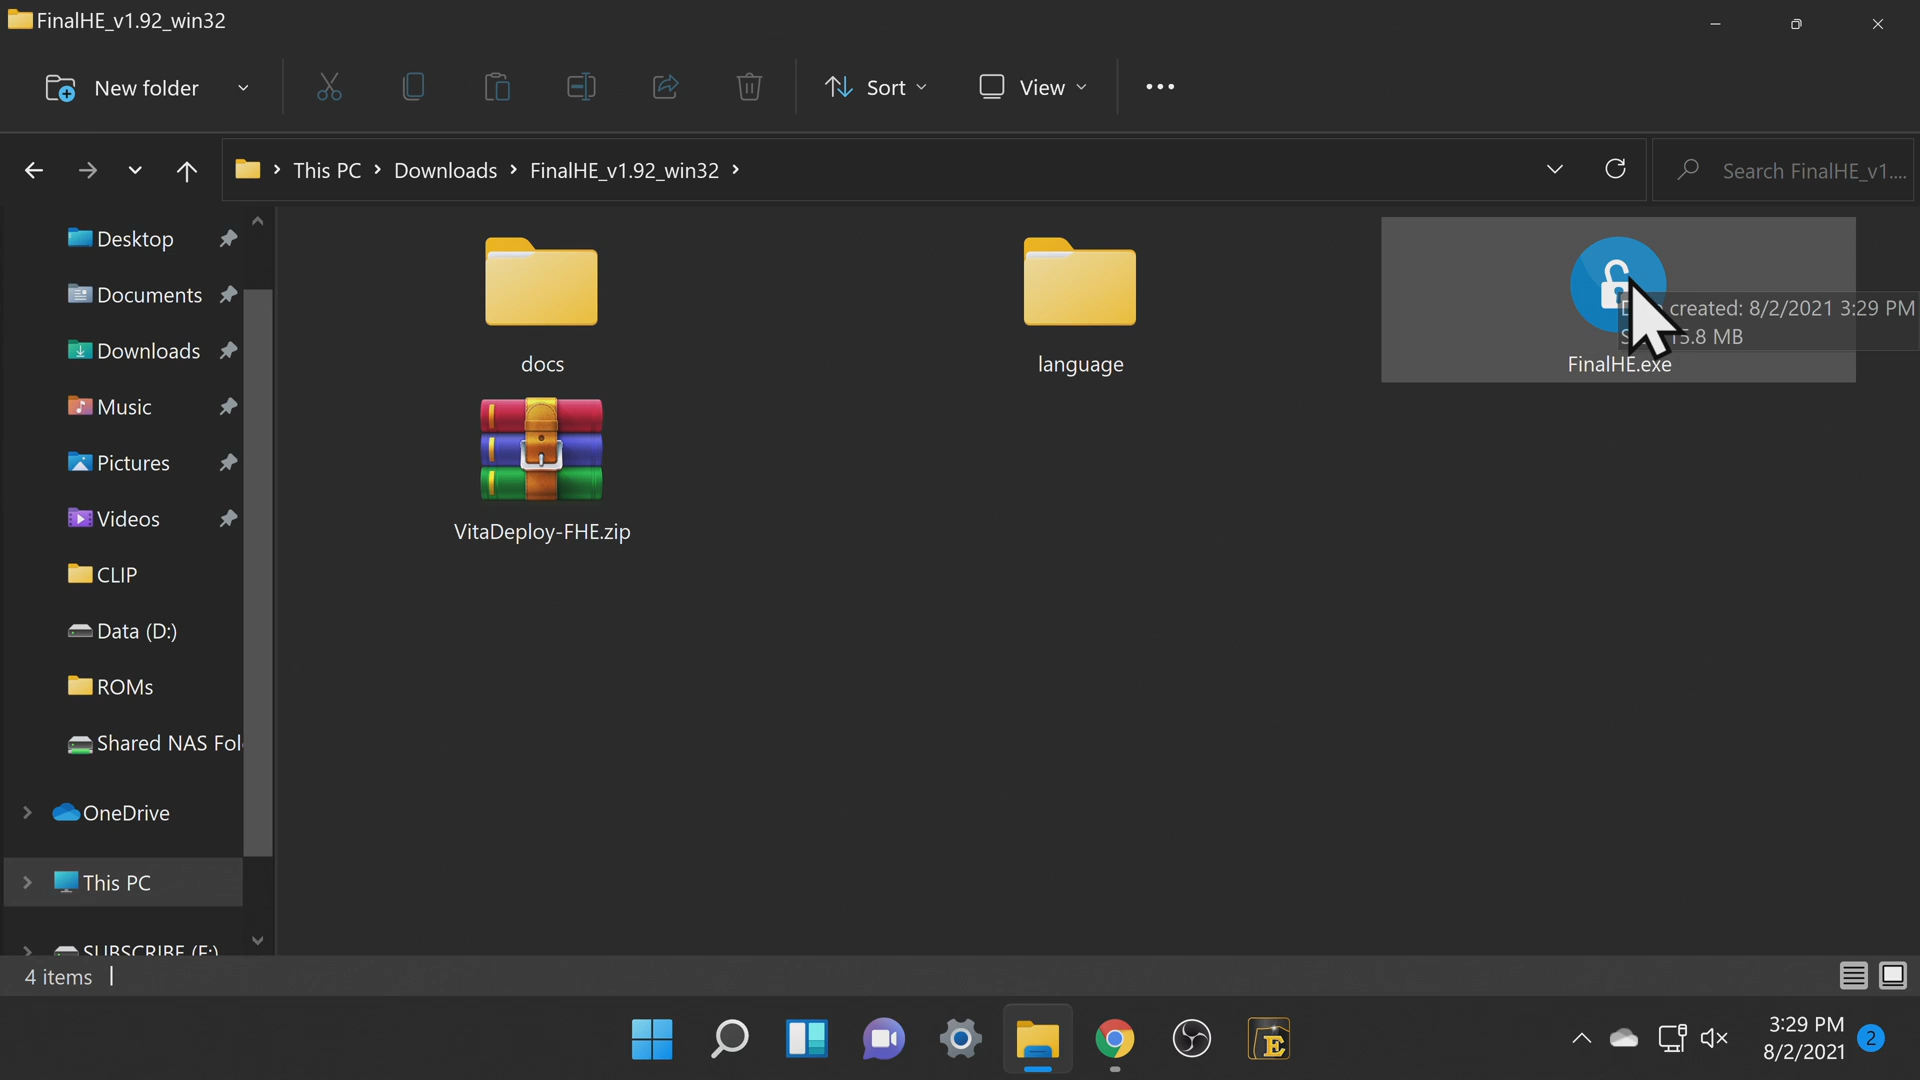 FinalHE_v1.92_win32
New folder
Sort
View
This PC
Downloads
FinalHE_v1.92_win32
Search FinalHE_v1....
Desktop
Documents
Downloads
Music
Pictures
Videos
CLIP
Data (D:)
ROMs
Shared NAS Fol
OneDrive
This PC
SUBSCRIBE (E:)
docs
language
created: 8/2/2021 3:29 PM
5.8 MB
FinalHE.exe
VitaDeploy-FHE.zip
4 items
E
3:29 PM
8/2/2021
2